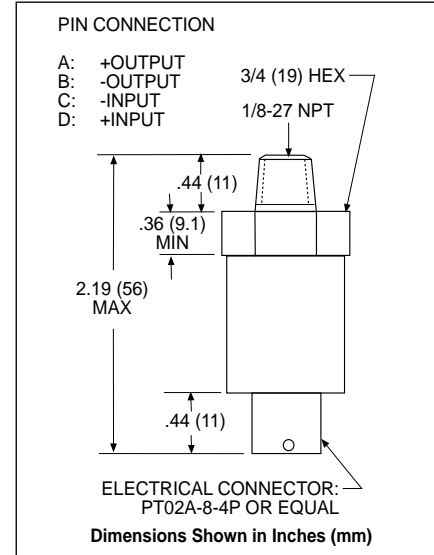 PIN CONNECTION
A: +OUTPUT
B: -OUTPUT
C: -INPUT
D: +INPUT
3/4 (19) HEX
1/8-27 NPT
.44 (11)
.36 (9.1)
MIN
2.19 (56)
MAX
.44 (11)
ELECTRICAL CONNECTOR:
PT02A-8-4P OR EQUAL
Dimensions Shown in Inches (mm)